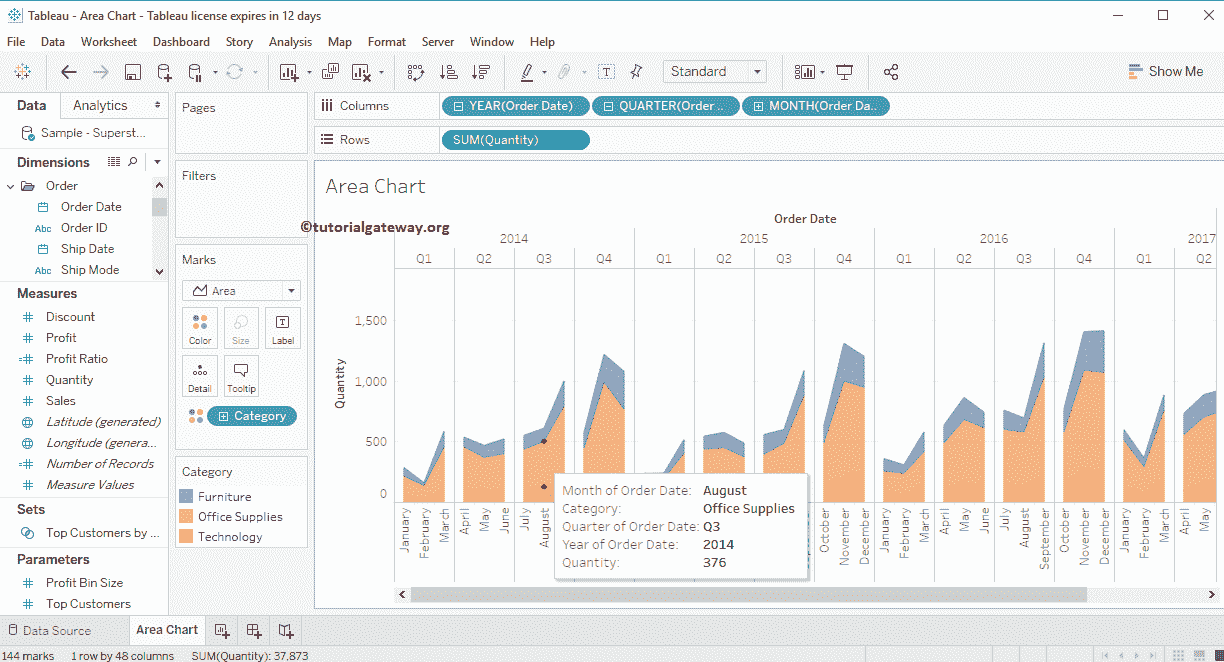 Tableau - Area Chart - Tableau license expires in 12 days
File Data Worksheet Dashboard Story Analysis Map Format Server Window Help
Standard
Show Me
Data Analytics
Sample - Superst...
Dimensions
Order
Order Date
Order ID
Ship Date
Ship Mode
Measures
Discount
Profit
Profit Ratio
Quantity
Sales
Latitude (generated)
Longitude (genera...
Number of Records
Measure Values
Sets
Top Customers by ...
Parameters
Profit Bin Size
Top Customers
Pages
Filters
Marks
Area
Color Size Label
Detail Tooltip
Category
Category
Furniture
Office Supplies
Technology
Columns YEAR(Order Date) QUARTER(Order .. MONTH(Order Da..
Rows SUM(Quantity)
Area Chart
©tutorialgateway.org
Order Date
2014 2015 2016 2017
Q1 Q2 Q3 Q4 Q1 Q2 Q3 Q4 Q1 Q2 Q3 Q4 Q1 Q2
Quantity
1,500
1,000
500
0
January February March April May June July August October November December January February March April May June July August September October November December January February March April May
Month of Order Date: August
Category: Office Supplies
Quarter of Order Date: Q3
Year of Order Date: 2014
Quantity: 376
Data Source Area Chart
144 marks 1 row by 48 columns SUM(Quantity): 37,873